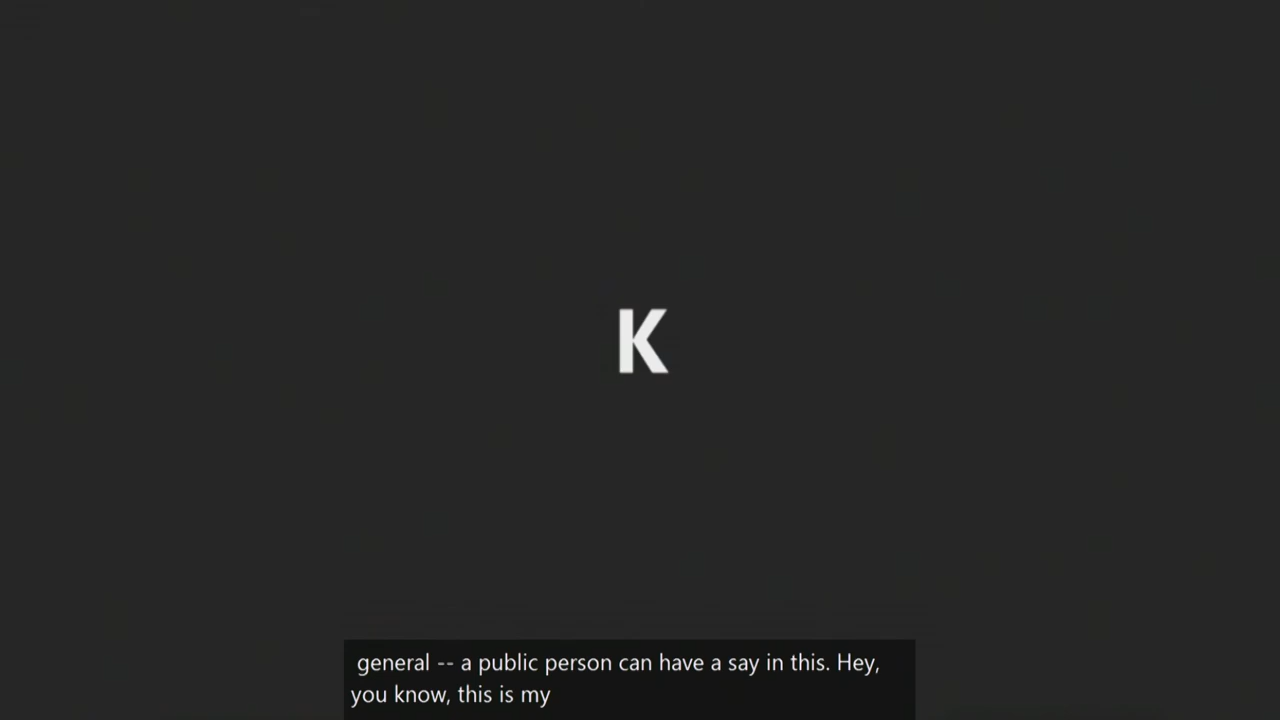 K
general -- a public person can have a say in this. Hey,
you know, this is my